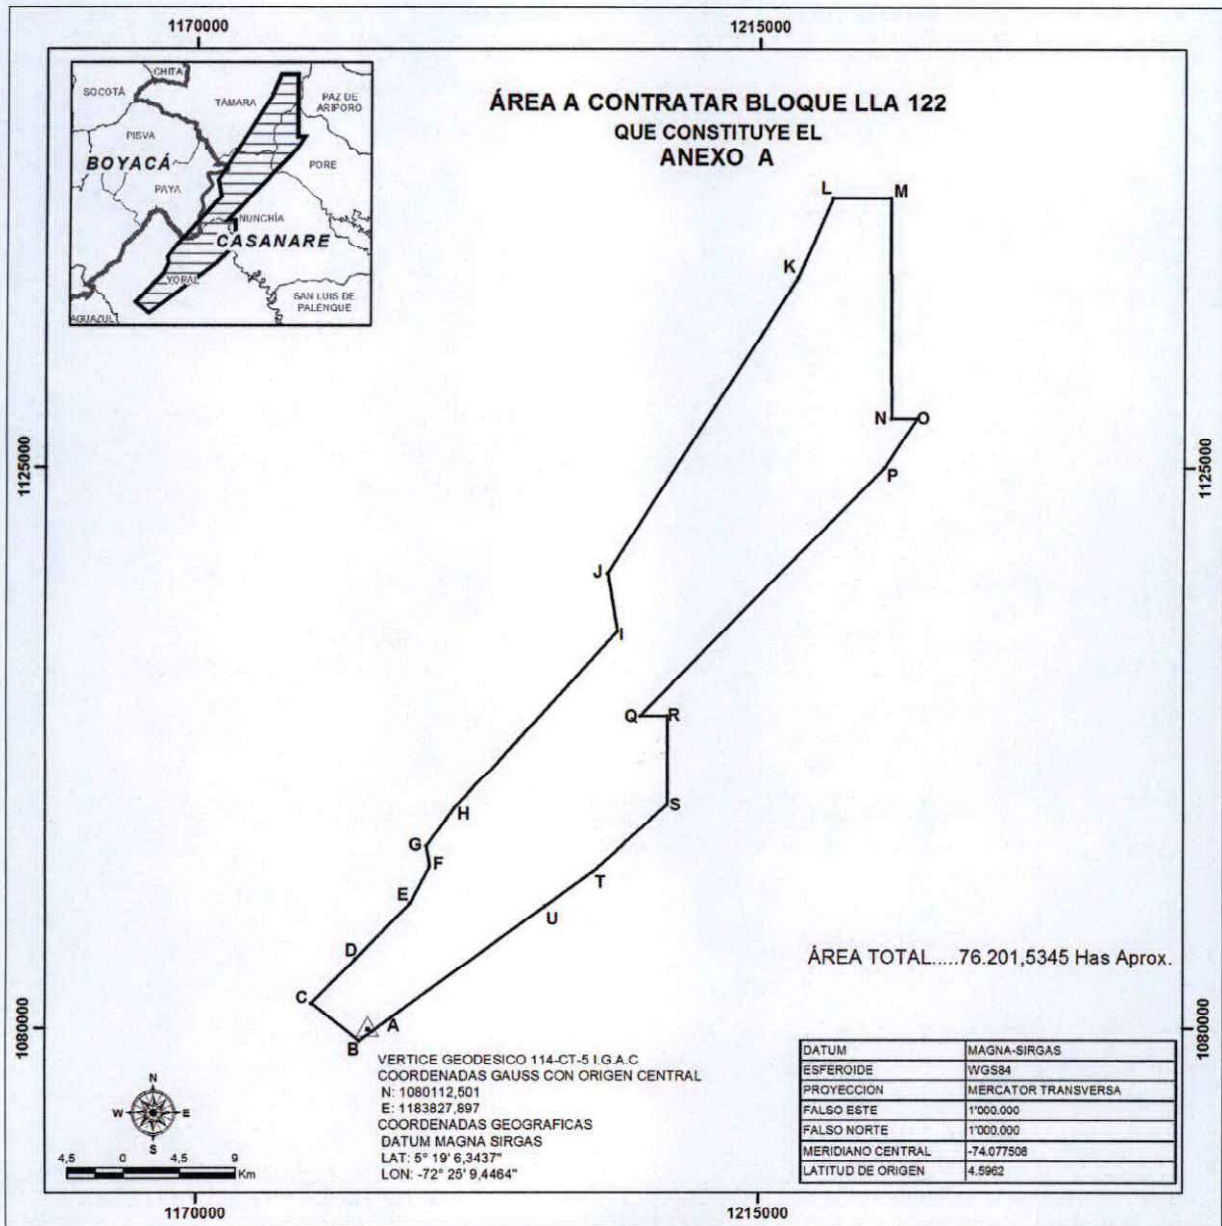 1170000
1215000
CHITA
SOCOTÁ
TÁMARA
PAZ DE
ARIPORO
PISVA
BOYACÁ
PORE
PAYA
NUNCHÍA
CASANARE
YOPAL
SAN LUIS DE
PALENQUE
AGUAZUL
ÁREA A CONTRATAR BLOQUE LLA 122
QUE CONSTITUYE EL
ANEXO A
L
M
K
N
O
P
1125000
1125000
J
I
Q
R
S
H
G
F
T
E
U
D
ÁREA TOTAL.....76.201,5345 Has Aprox.
C
A
B
1080000
1080000
VERTICE GEODESICO 114-CT-5 I.G.A.C
COORDENADAS GAUSS CON ORIGEN CENTRAL
N: 1080112,501
E: 1183827,897
COORDENADAS GEOGRAFICAS
DATUM MAGNA SIRGAS
LAT: 5° 19' 6,3437"
LON: -72° 25' 9,4464"
DATUM MAGNA-SIRGAS
ESFEROIDE WGS84
PROYECCION MERCATOR TRANSVERSA
FALSO ESTE 1'000.000
FALSO NORTE 1'000.000
MERIDIANO CENTRAL -74.077508
LATITUD DE ORIGEN 4.5962
N
W E
S
4,5 0 4,5 9
Km
1170000
1215000